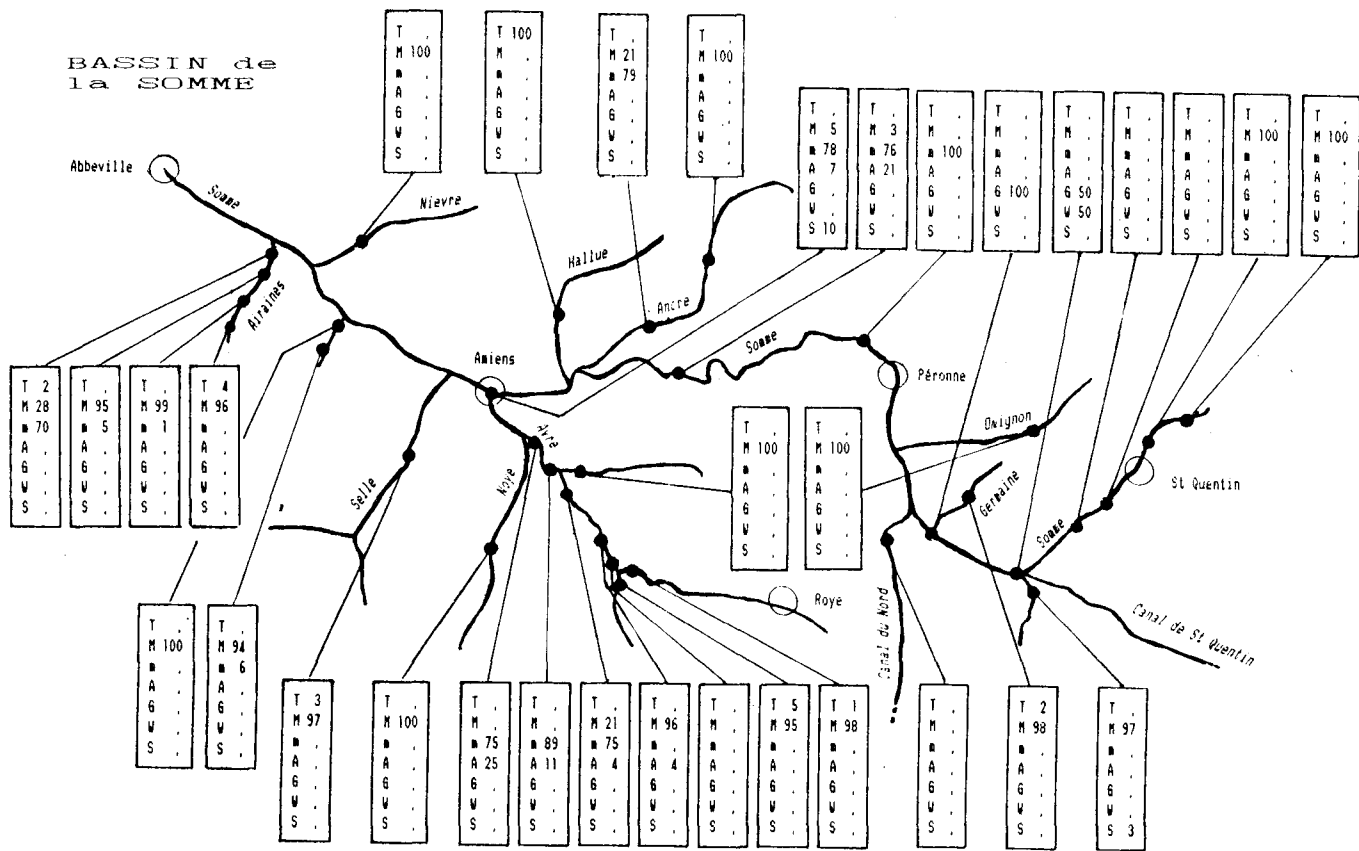 BASSIN de
la SOMME
T ,
M 100
m ,
A ,
G ,
W ,
S ,
T 100
M ,
m ,
A ,
G ,
W ,
S ,
T ,
M 21
m 79
A ,
G ,
W ,
S ,
T ,
M 100
m ,
A ,
G ,
W ,
S ,
T ,
M 5
m 78
A 7
G ,
W ,
S 10
T ,
M 3
m 76
A 21
G ,
W ,
S ,
T ,
M ,
m 100
A ,
G ,
W ,
S ,
T ,
M ,
m ,
A ,
G 100
W ,
S ,
T ,
M ,
m ,
A ,
G 50
W 50
S ,
T ,
M ,
m ,
A ,
G ,
W ,
S ,
T ,
M ,
m ,
A ,
G ,
W ,
S ,
T ,
M 100
m ,
A ,
G ,
W ,
S ,
T ,
M 100
m ,
A ,
G ,
W ,
S ,
Abbeville
Somme
Nievre
Airaines
Hallue
Ancre
Somme
Amiens
Péronne
Omignon
Germaine
Somme
St Quentin
Avre
Noye
Selle
Roye
Canal du Nord
Canal de St Quentin
T 2
M 28
m 70
A ,
G ,
W ,
S ,
T ,
M 95
m 5
A ,
G ,
W ,
S ,
T ,
M 99
m 1
A ,
G ,
W ,
S ,
T 4
M 96
m ,
A ,
G ,
W ,
S ,
T ,
M 100
m ,
A ,
G ,
W ,
S ,
T ,
M 100
m ,
A ,
G ,
W ,
S ,
T ,
M 100
m ,
A ,
G ,
W ,
S ,
T ,
M 94
m 6
A ,
G ,
W ,
S ,
T 3
M 97
m ,
A ,
G ,
W ,
S ,
T ,
M 100
m ,
A ,
G ,
W ,
S ,
T ,
M ,
m 75
A 25
G ,
W ,
S ,
T ,
M ,
m 89
A 11
G ,
W ,
S ,
T ,
M 21
m 75
A 4
G ,
W ,
S ,
T ,
M 96
m ,
A 4
G ,
W ,
S ,
T ,
M ,
m ,
A ,
G ,
W ,
S ,
T 5
M 95
m ,
A ,
G ,
W ,
S ,
T 1
M 98
m ,
A ,
G ,
W ,
S ,
T ,
M ,
m ,
A ,
G ,
W ,
S ,
T 2
M 98
m ,
A ,
G ,
W ,
S ,
T ,
M 97
m ,
A ,
G ,
W ,
S 3